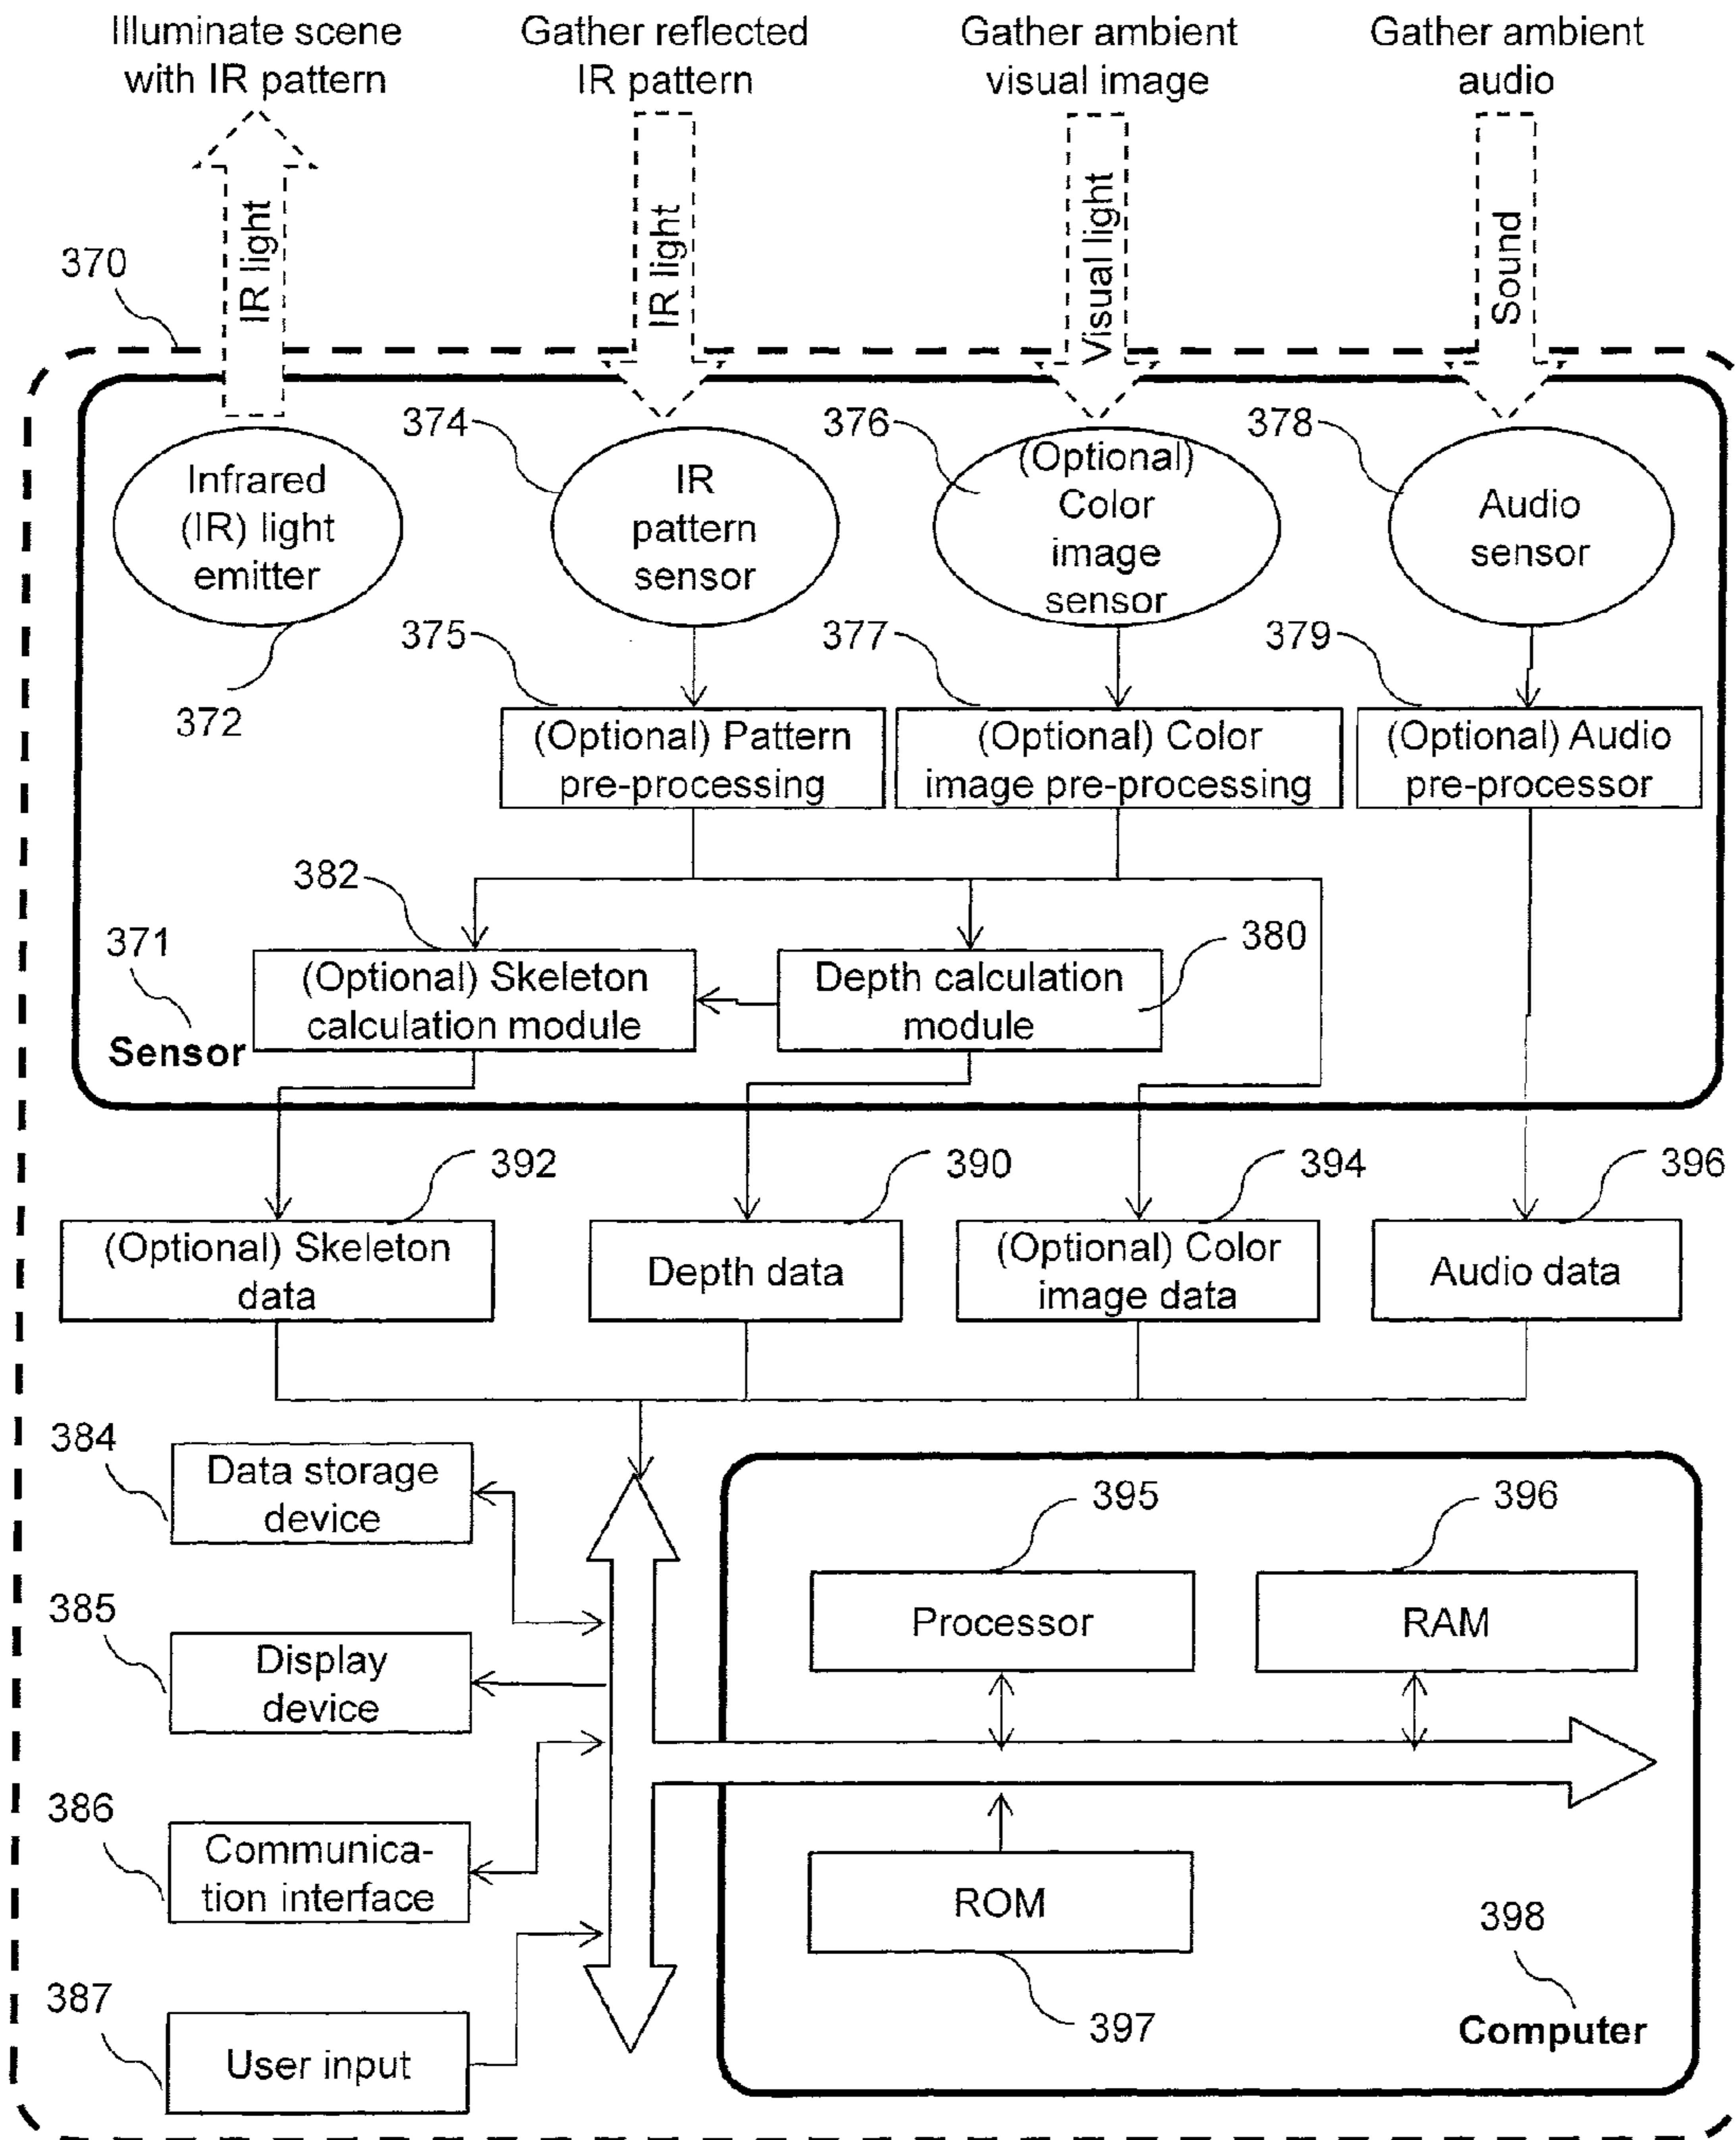 Illuminate scene
with IR pattern
Gather reflected
IR pattern
Gather ambient
visual image
Gather ambient
audio
IR light
IR light
Visual light
Sound
370
374
376
378
Infrared
(IR) light
emitter
IR
pattern
sensor
(Optional)
Color
image
sensor
Audio
sensor
372
375
377
379
(Optional) Pattern
pre-processing
(Optional) Color
image pre-processing
(Optional) Audio
pre-processor
382
380
371
Sensor
(Optional) Skeleton
calculation module
Depth calculation
module
392
390
394
396
(Optional) Skeleton
data
Depth data
(Optional) Color
image data
Audio data
384
Data storage
device
395
396
Processor
RAM
385
Display
device
386
Communica-
tion interface
ROM
397
398
Computer
387
User input